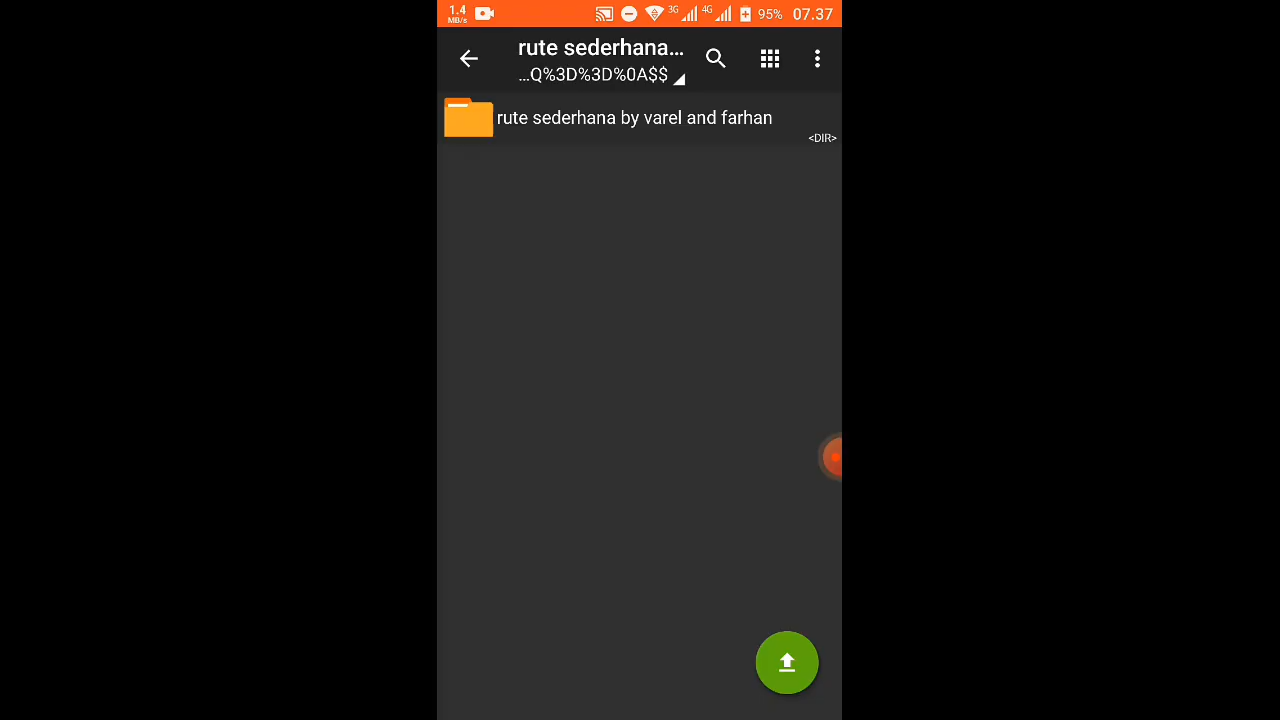 1.4
MB/s
3G
4G
95%
07.37
rute sederhana...
...Q%3D%3D%0A$$
rute sederhana by varel and farhan
<DIR>